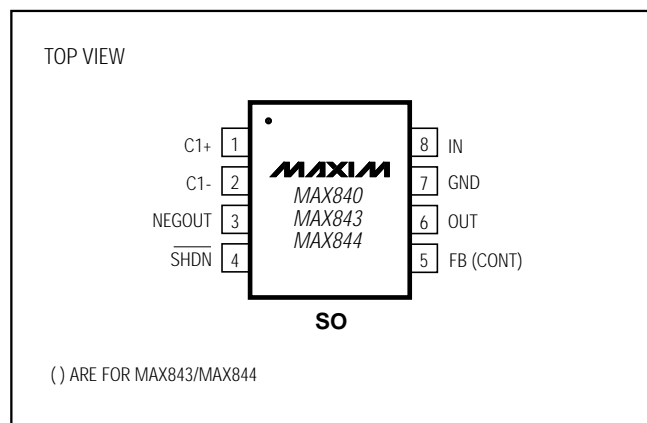 TOP VIEW
C1+ 1
C1- 2
NEGOUT 3
SHDN 4
MAXIM
MAX840
MAX843
MAX844
8 IN
7 GND
6 OUT
5 FB (CONT)
SO
( ) ARE FOR MAX843/MAX844